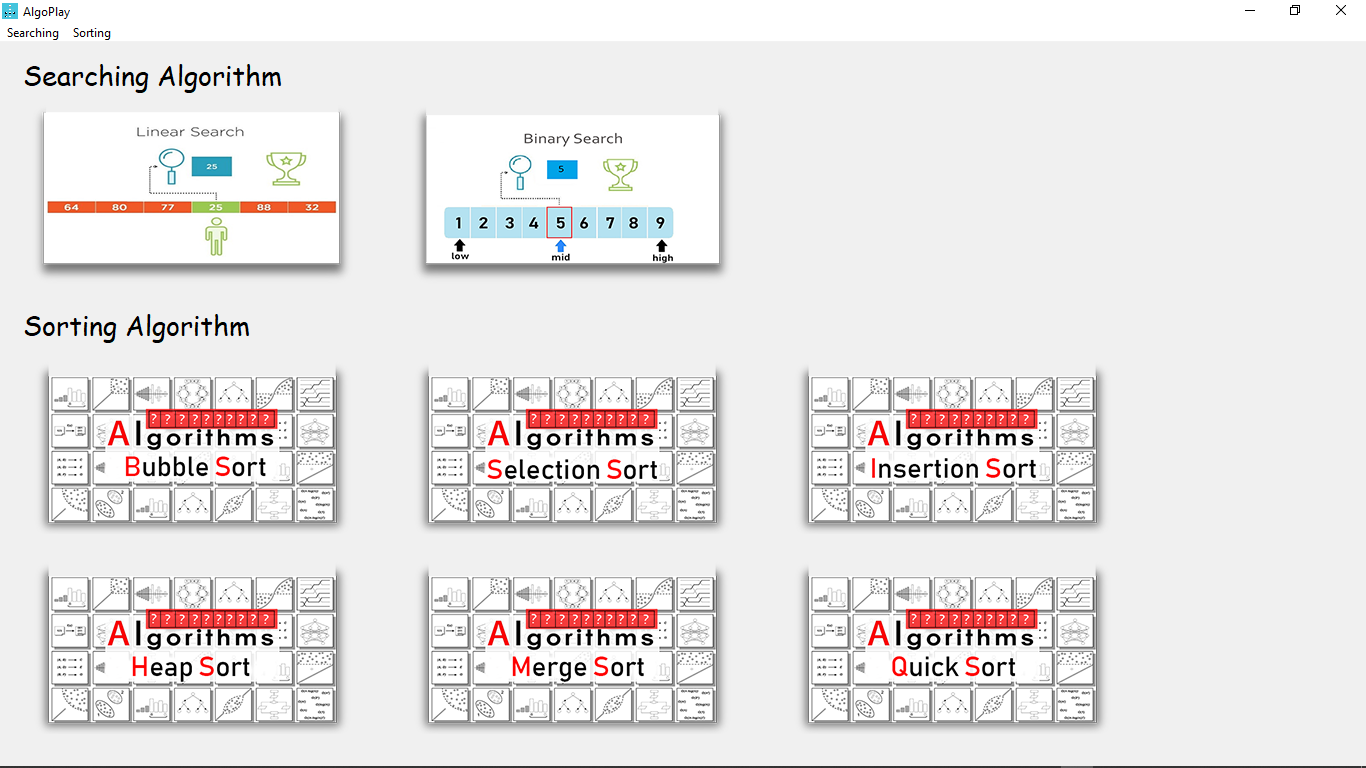 AlgoPlay
Searching Sorting
Searching Algorithm
Linear Search
25
64 80 77 25 88 32
Binary Search
5
1 2 3 4 5 6 7 8 9
low mid high
Sorting Algorithm
? ? ? ? ? ? ? ? ?
Algorithms
Bubble Sort
? ? ? ? ? ? ? ? ?
Algorithms
Selection Sort
? ? ? ? ? ? ? ? ?
Algorithms
Insertion Sort
? ? ? ? ? ? ? ? ?
Algorithms
Heap Sort
? ? ? ? ? ? ? ? ?
Algorithms
Merge Sort
? ? ? ? ? ? ? ? ?
Algorithms
Quick Sort